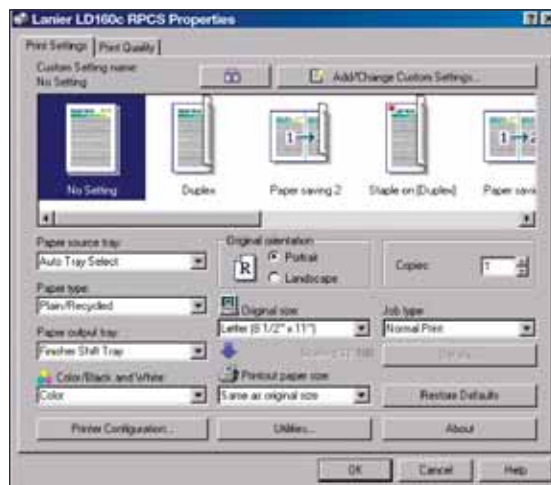 Lanier LD160c RPCS Properties
Print Settings Print Quality
Custom Setting name:
No Setting
Add/Change Custom Settings...
No Setting Duplex Paper saving 2 Staple on (Duplex) Paper savi
Paper source tray:
Auto Tray Select
Original orientation
R
Portrait
Landscape
Copies:
1
Paper type:
Plain/Recycled
Original size:
Letter (8 1/2" x 11")
Job type:
Normal Print
Paper output tray:
Finisher Shift Tray
Color/Black and White:
Color
Printout paper size:
Same as original size
Restore Defaults
Printer Configuration...
Utilities...
About
OK Cancel Help